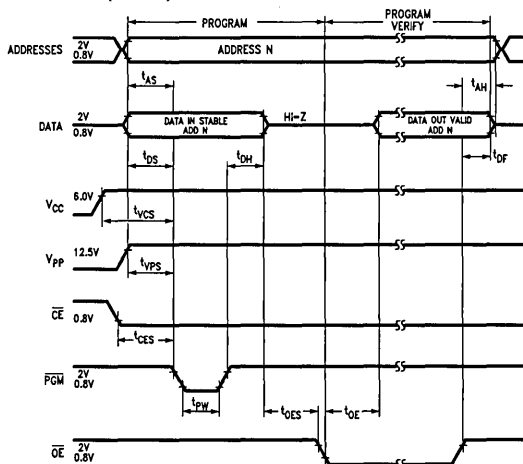 PROGRAM
PROGRAM
VERIFY
ADDRESSES 2V
0.8V
ADDRESS N
tAS
tAH
DATA 2V
0.8V
DATA IN STABLE
ADD N
Hi-Z
DATA OUT VALID
ADD N
tDS
tDH
tDF
VCC 6.0V
tVCS
VPP 12.5V
tVPS
CE
0.8V
tCES
PGM 2V
0.8V
tPW
tOES
tOE
OE 2V
0.8V